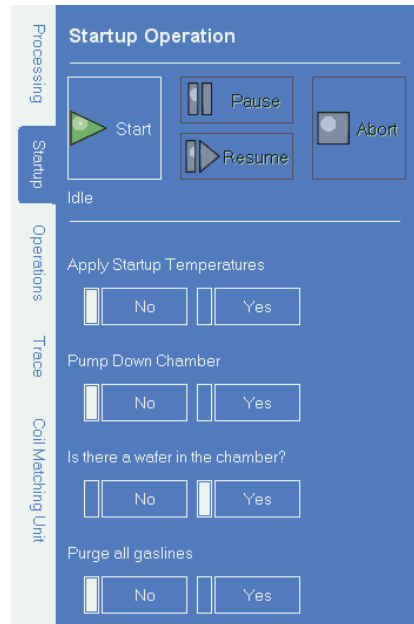 Processing
Startup
Operations
Trace
Coil Matching Unit
Startup Operation
Start
Pause
Resume
Abort
Idle
Apply Startup Temperatures
No Yes
Pump Down Chamber
No Yes
Is there a wafer in the chamber?
No Yes
Purge all gaslines
No Yes